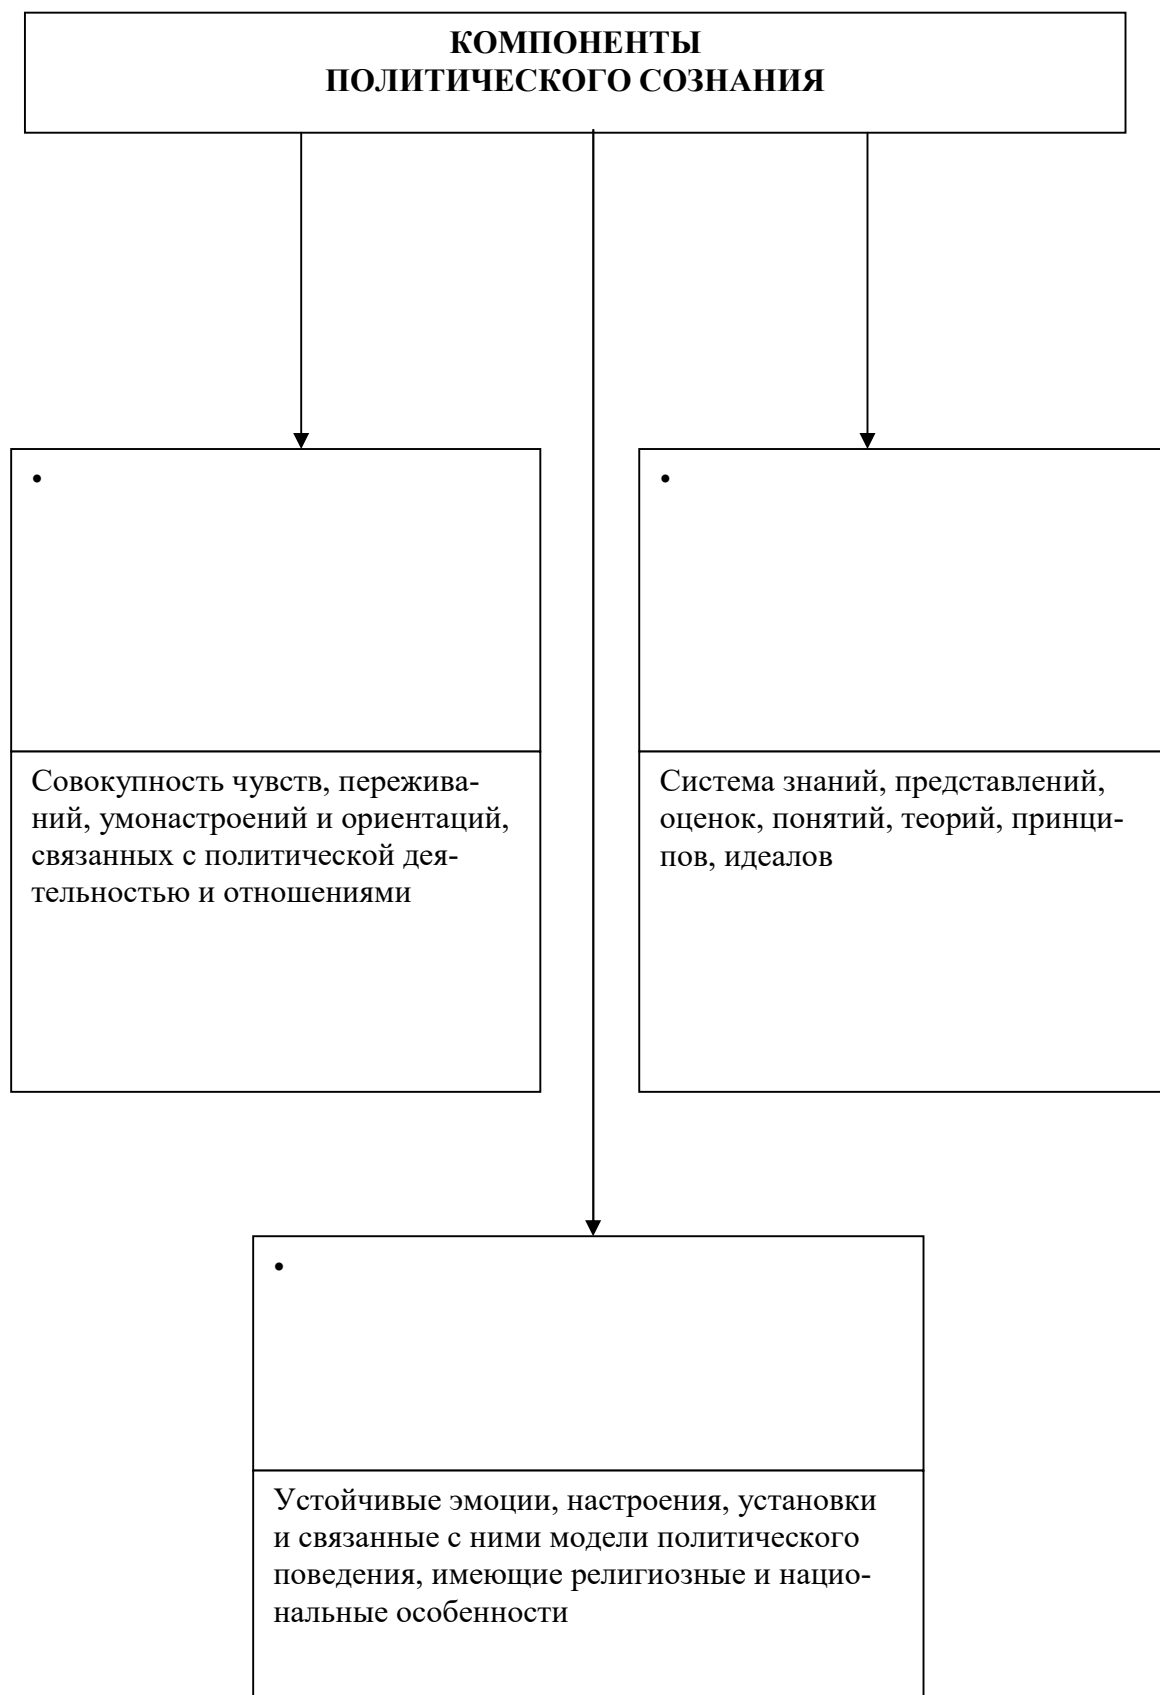 КОМПОНЕНТЫ
ПОЛИТИЧЕСКОГО СОЗНАНИЯ
•
•
Совокупность чувств, пережива-
ний, умонастроений и ориентаций,
связанных с политической дея-
тельностью и отношениями
Система знаний, представлений,
оценок, понятий, теорий, принци-
пов, идеалов
•
Устойчивые эмоции, настроения, установки
и связанные с ними модели политического
поведения, имеющие религиозные и нацио-
нальные особенности